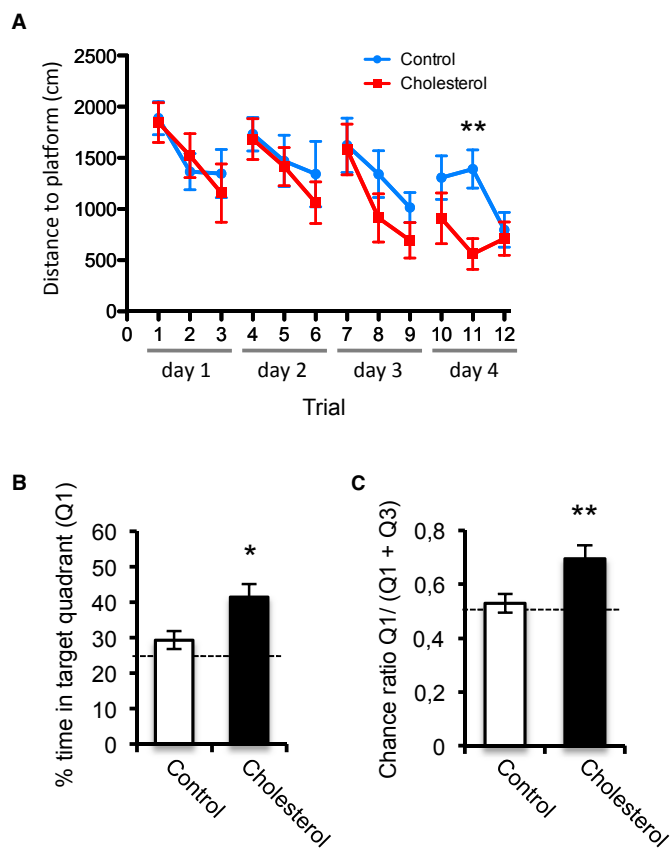 A
Distance to platform (cm)
2500
2000
1500
1000
500
0
Control
Cholesterol
**
0 1 2 3 4 5 6 7 8 9 10 11 12
day 1 day 2 day 3 day 4
Trial
B
% time in target quadrant (Q1)
60
50
40
30
20
10
0
*
Control
Cholesterol
C
Chance ratio Q1/ (Q1 + Q3)
0,8
0,6
0,4
0,2
0
**
Control
Cholesterol